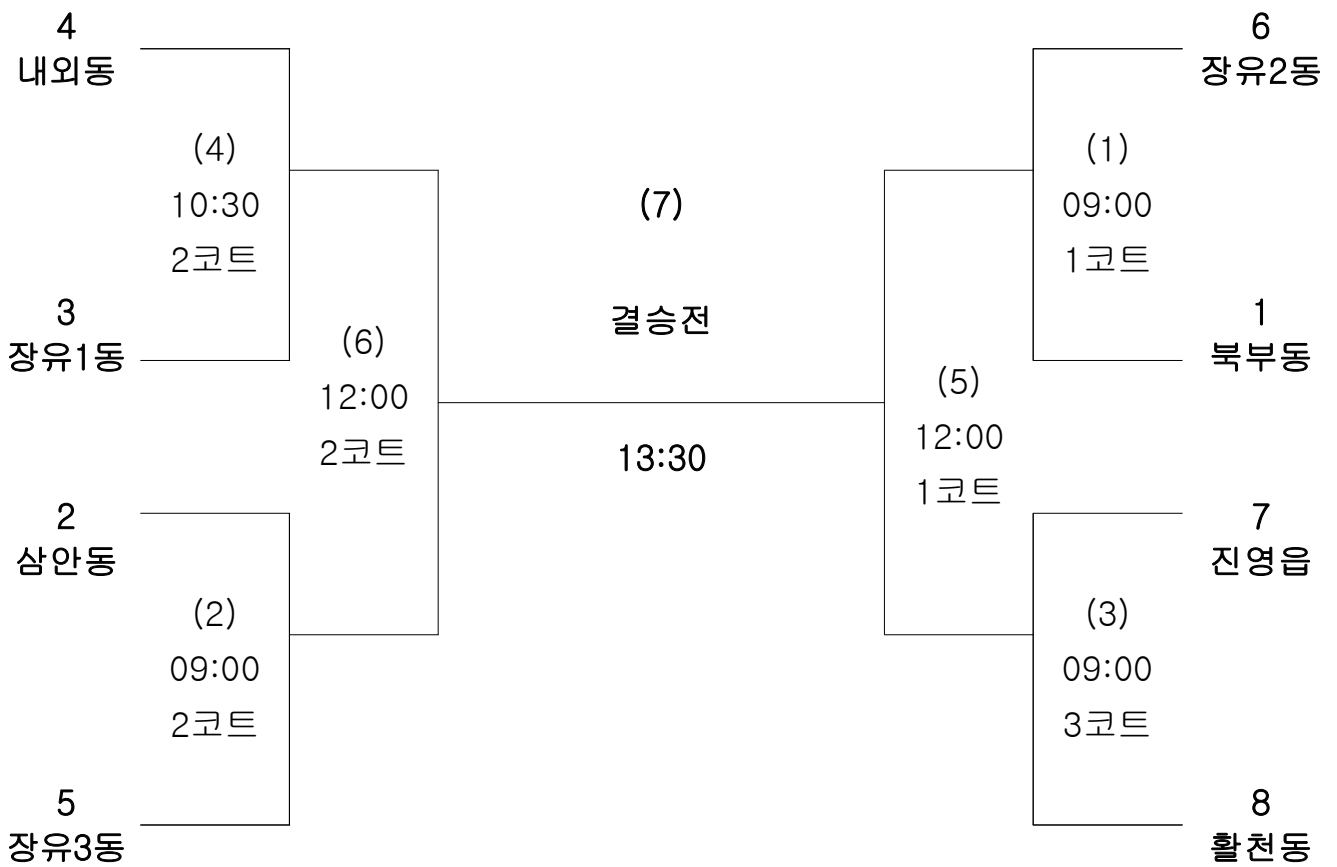 4
내외동
(4)
10:30
2코트
3
장유1동
(6)
12:00
2코트
2
삼안동
(2)
09:00
2코트
5
장유3동
(7)
결승전
13:30
6
장유2동
(1)
09:00
1코트
1
북부동
(5)
12:00
1코트
7
진영읍
(3)
09:00
3코트
8
활천동